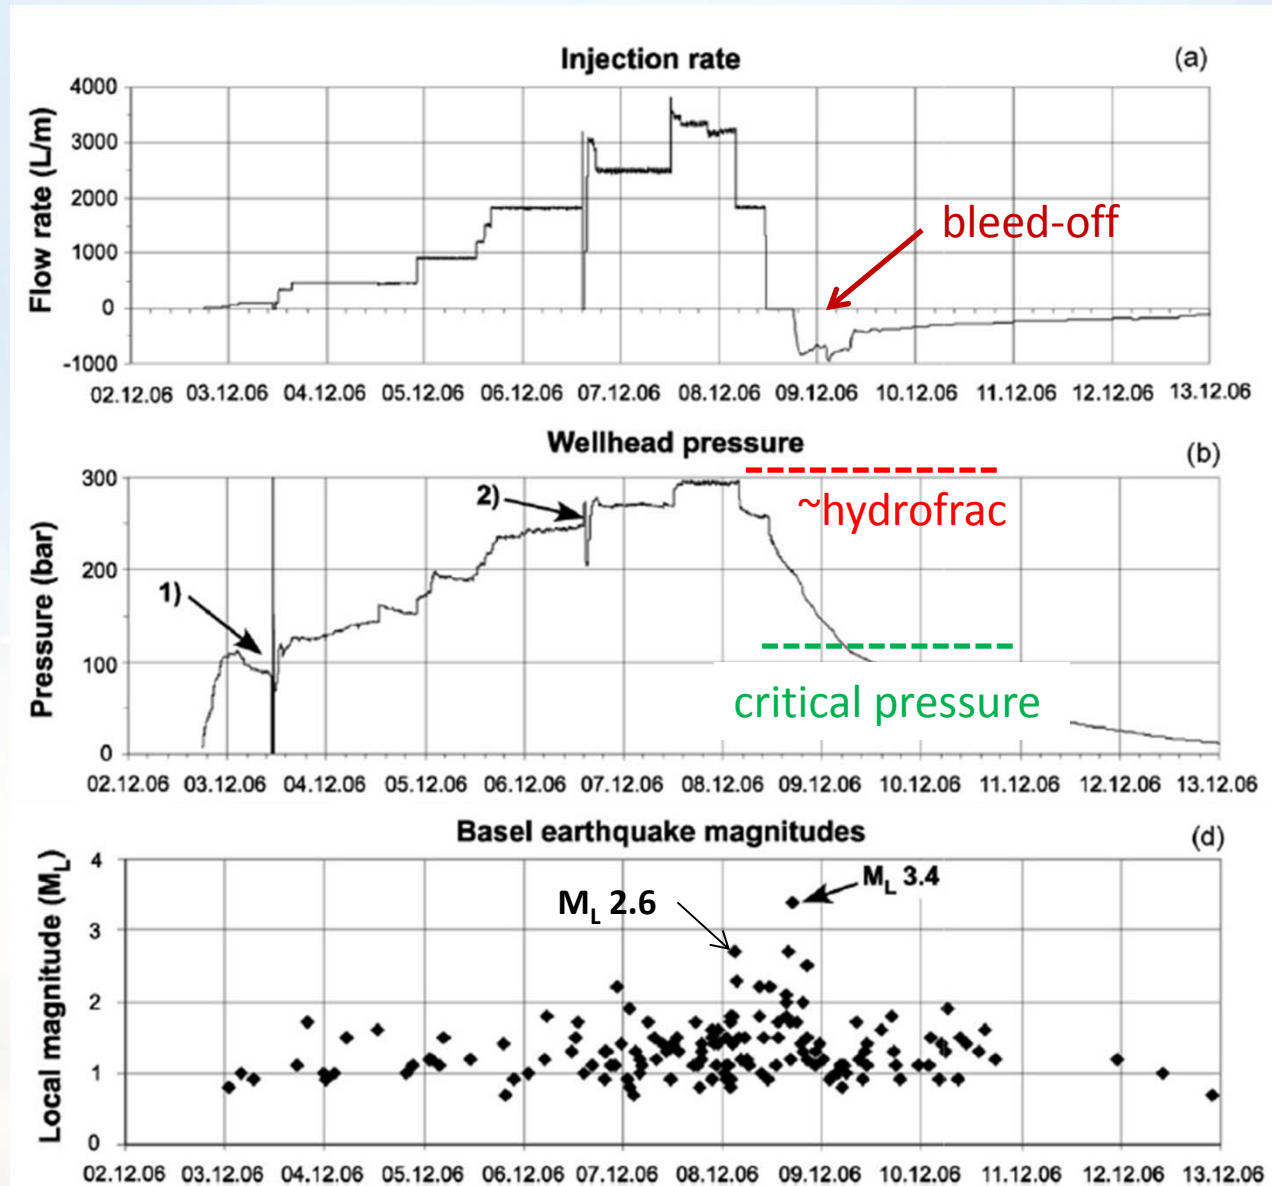 Injection rate
(a)
Flow rate (L/m)
4000
3000
2000
1000
0
-1000
bleed-off
02.12.06 03.12.06 04.12.06 05.12.06 06.12.06 07.12.06 08.12.06 09.12.06 10.12.06 11.12.06 12.12.06 13.12.06
Wellhead pressure
(b)
Pressure (bar)
300
200
100
0
1)
2)
~hydrofrac
critical pressure
02.12.06 03.12.06 04.12.06 05.12.06 06.12.06 07.12.06 08.12.06 09.12.06 10.12.06 11.12.06 12.12.06 13.12.06
Basel earthquake magnitudes
(d)
Local magnitude (M_L)
4
3
2
1
0
M_L 2.6
M_L 3.4
02.12.06 03.12.06 04.12.06 05.12.06 06.12.06 07.12.06 08.12.06 09.12.06 10.12.06 11.12.06 12.12.06 13.12.06